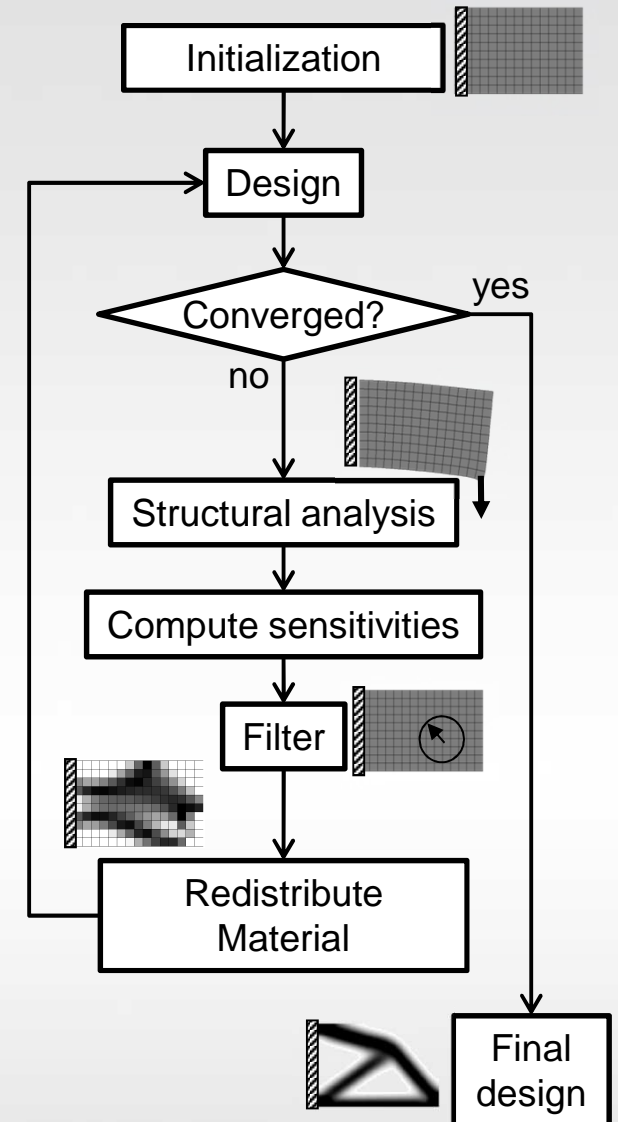 Initialization
Design
Converged?
yes
no
Structural analysis
Compute sensitivities
Filter
Redistribute
Material
Final
design